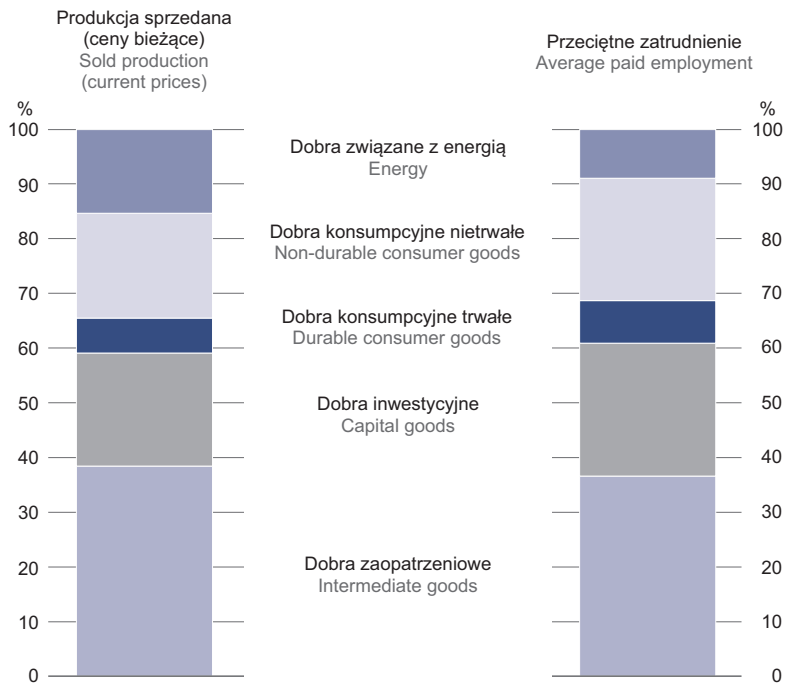 Produkcja sprzedana
(ceny bieżące)
Sold production
(current prices)
Przeciętne zatrudnienie
Average paid employment
%
100
90
80
70
60
50
40
30
20
10
0
Dobra związane z energią
Energy
Dobra konsumpcyjne nietrwałe
Non-durable consumer goods
Dobra konsumpcyjne trwałe
Durable consumer goods
Dobra inwestycyjne
Capital goods
Dobra zaopatrzeniowe
Intermediate goods
%
100
90
80
70
60
50
40
30
20
10
0